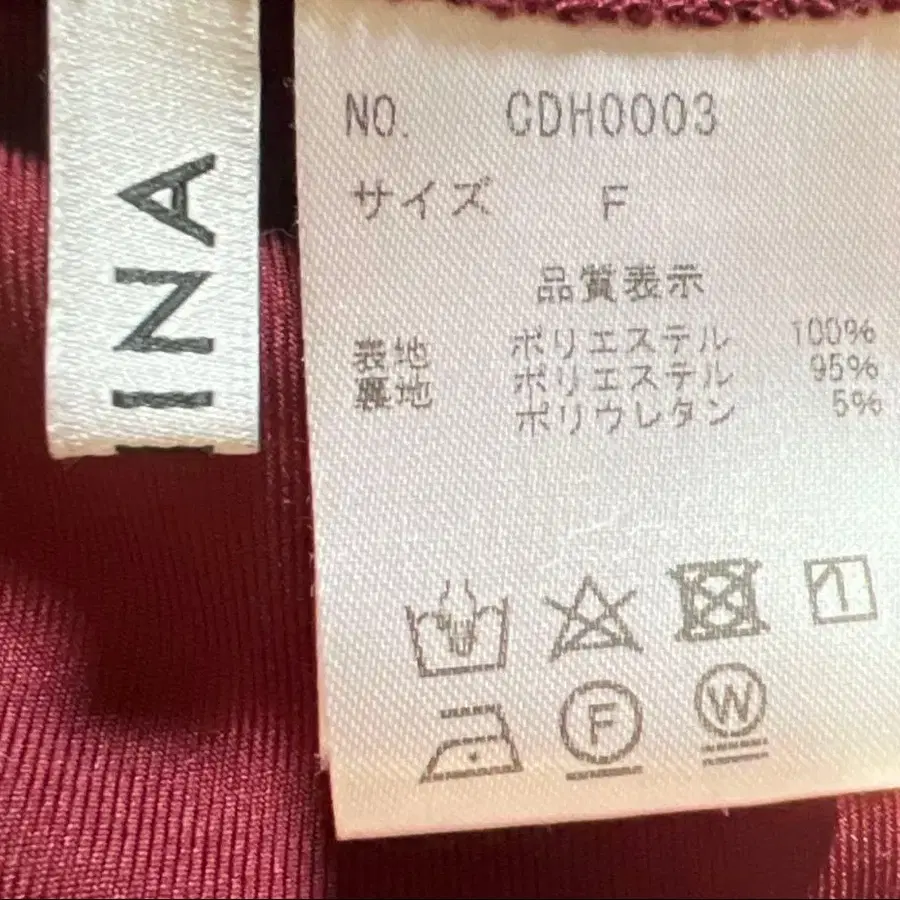 INA
NO. CDH0003
サイズ F
品質表示
表地 ポリエステル 100%
裏地 ポリエステル 95%
ポリウレタン 5%
F
W